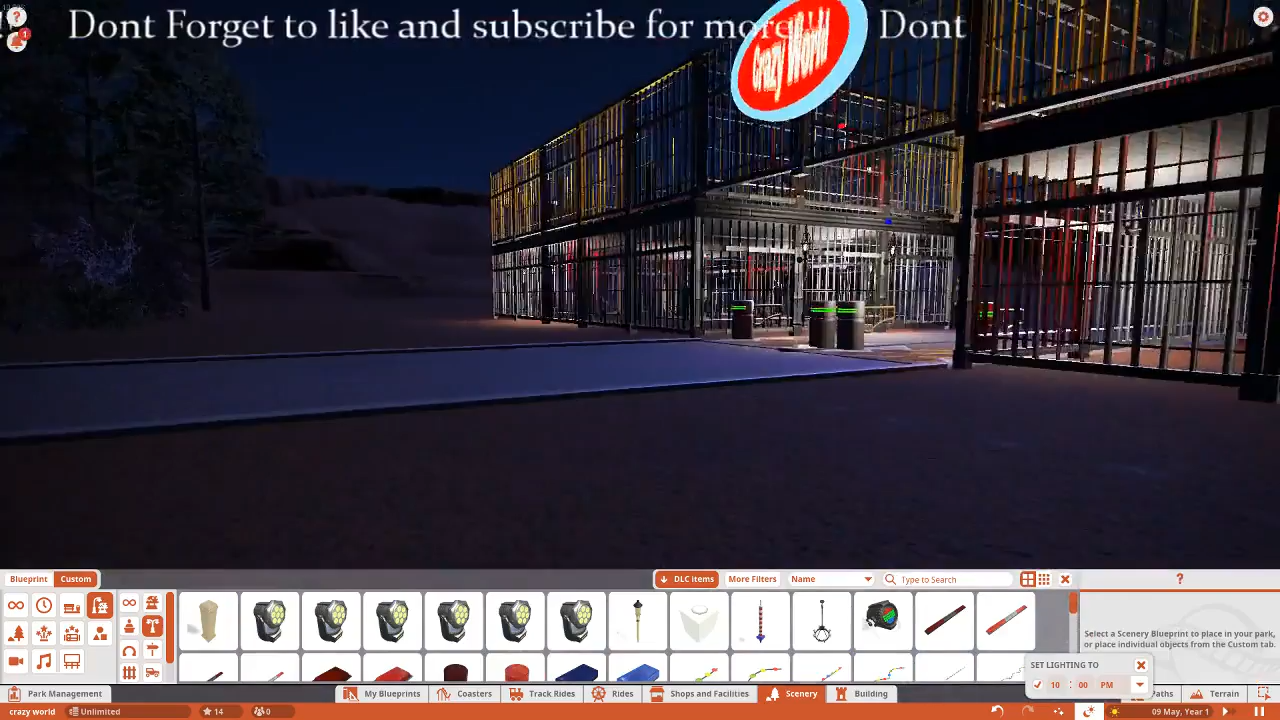 Dont Forget to like and subscribe for more Dont
Crazy World
1
Blueprint
Custom
DLC items
More Filters
Name
Type to Search
?
Select a Scenery Blueprint to place in your park,
or place individual objects from the Custom tab.
SET LIGHTING TO
10 : 00 PM
Park Management
My Blueprints
Coasters
Track Rides
Rides
Shops and Facilities
Scenery
Building
Paths
Terrain
crazy world
Unlimited
14
0
09 May, Year 1